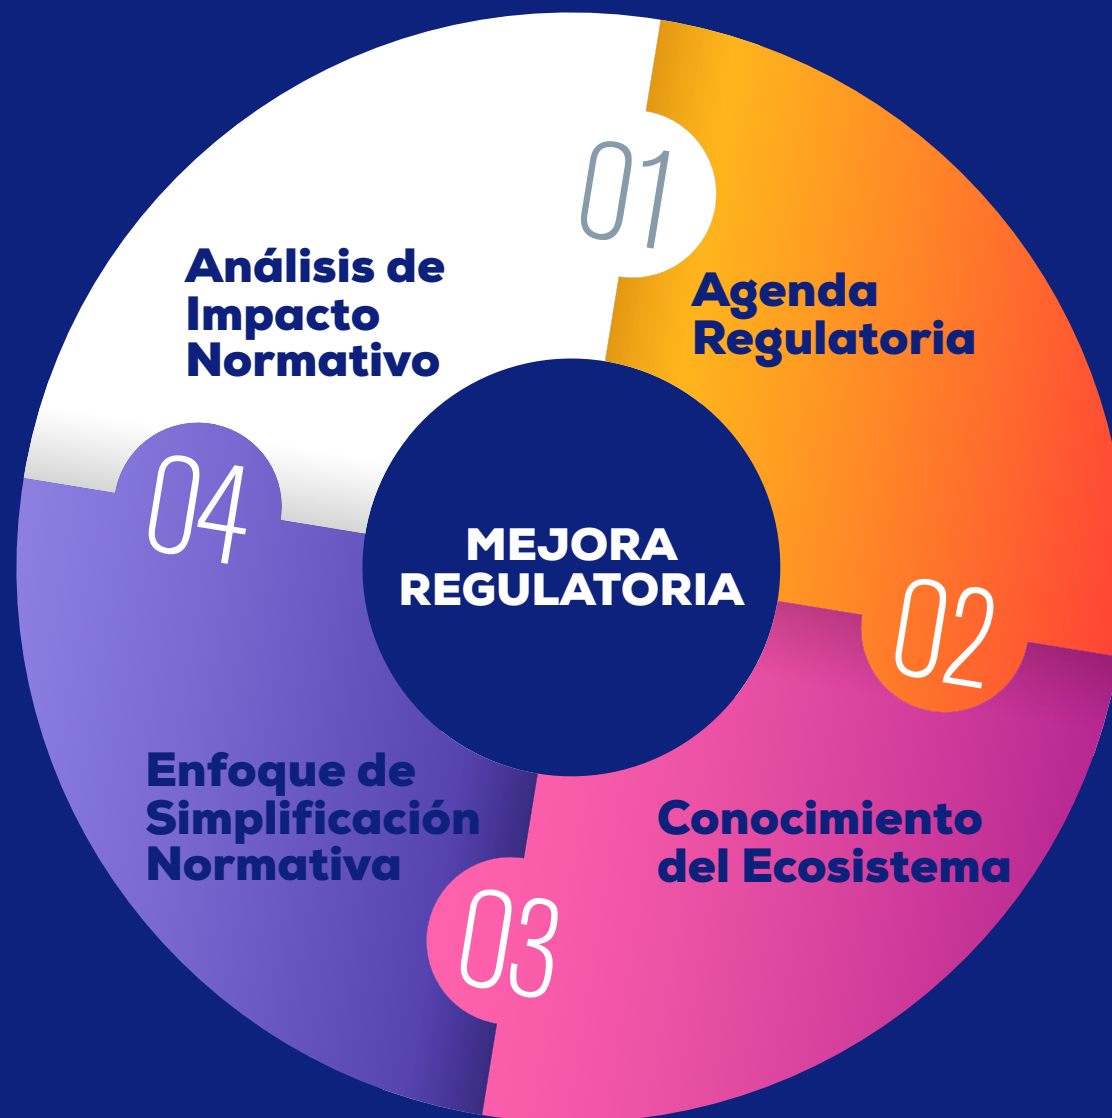 01
Agenda
Regulatoria
02
Conocimiento
del Ecosistema
03
Enfoque de
Simplificación
Normativa
04
Análisis de
Impacto
Normativo
MEJORA
REGULATORIA